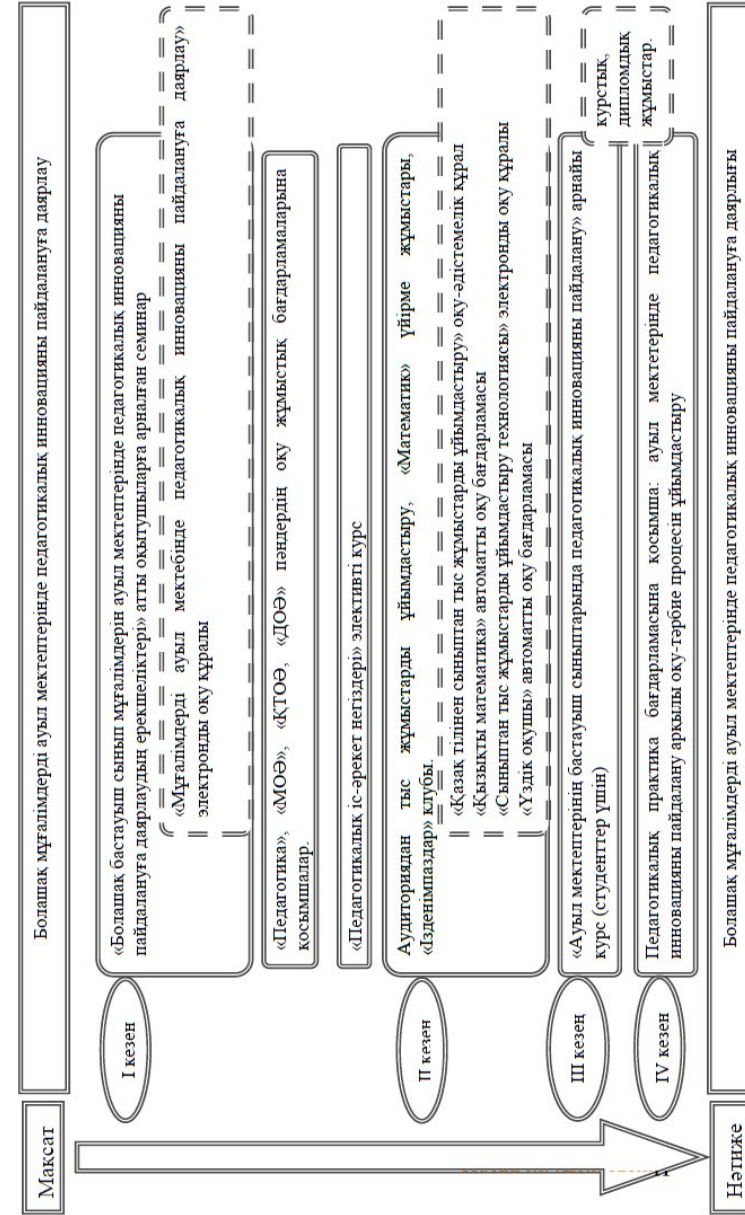 Мақсат
Болашақ мұғалімдерді ауыл мектептерінде педагогикалық инновацияны пайдалануға даярлау
I кезең
«Болашақ бастауыш сынып мұғалімдерін ауыл мектептерінде педагогикалық инновацияны
пайдалануға даярлаудың ерекшеліктері» атты оқытушыларға арналған семинар
«Мұғалімдерді ауыл мектебінде педагогикалық инновацияны пайдалануға даярлау»
электронды оқу құралы
«Педагогика», «МОӘ», «ҚТОӘ, «ДОӘ» пәндердің оқу жұмыстық бағдарламаларына
қосымшалар.
«Педагогикалық іс-әрекет негіздері» элективті курс
II кезең
Аудиториядан тыс жұмыстарды ұйымдастыру, «Математик» үйірме жұмыстары,
«Ізденімпаздар» клубы.
«Қазақ тілінен сыныптан тыс жұмыстарды ұйымдастыру» оқу-әдістемелік құрал
«Қызықты математика» автоматты оқу бағдарламасы
«Сыныптан тыс жұмыстарды ұйымдастыру технологиясы» электронды оқу құралы
«Үздік оқушы» автоматты оқу бағдарламасы
III кезең
«Ауыл мектептерінің бастауыш сыныптарында педагогикалық инновацияны пайдалану» арнайы
курс (студенттер үшін)
IV кезең
Педагогикалық практика бағдарламасына қосымша: ауыл мектетерінде педагогикалық
инновацияны пайдалану арқылы оқу-тәрбие процесін ұйымдастыру
курстық,
дипломдық
жұмыстар.
Нәтиже
Болашақ мұғалімдерді ауыл мектептерінде педагогикалық инновацияны пайдалануға даярлығы